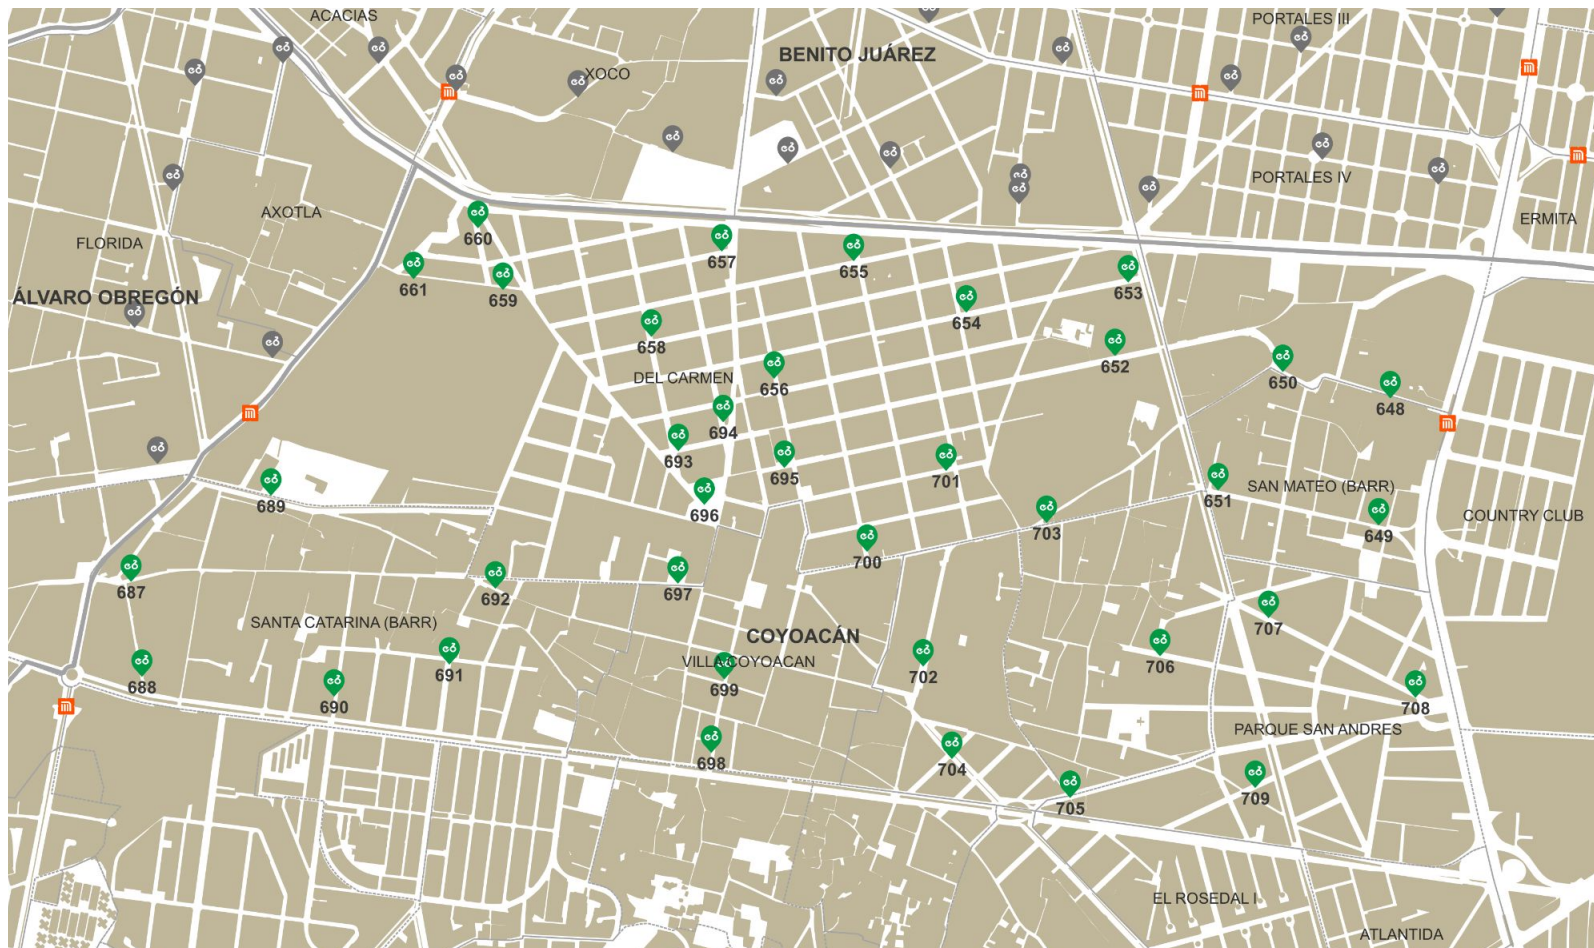 ACACIAS
PORTALES III
BENITO JUÁREZ
XOCO
PORTALES IV
AXOTLA
660
ERMITA
FLORIDA
657
655
661
659
653
ÁLVARO OBREGÓN
654
658
652
650
DEL CARMEN
656
648
694
693
695
701
SAN MATEO (BARR)
651
689
696
COUNTRY CLUB
703
649
700
687
692
697
SANTA CATARINA (BARR)
707
COYOACÁN
706
VILLA COYOACAN
691
702
688
699
690
708
PARQUE SAN ANDRES
698
704
709
705
EL ROSEDAL I
ATLANTIDA